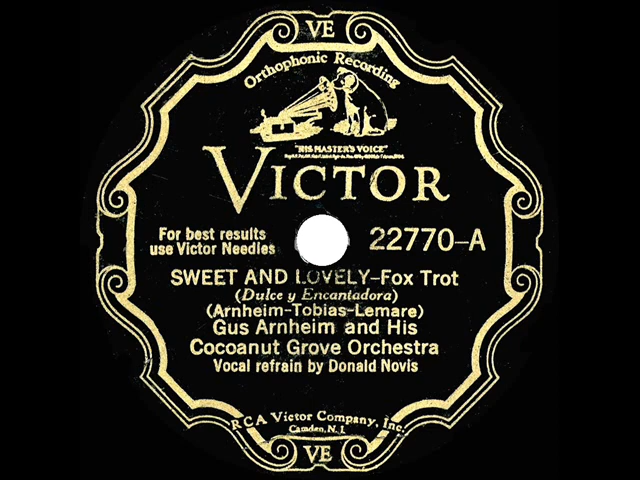 VE
Orthophonic Recording
"HIS MASTER'S VOICE"
VICTOR
For best results
use Victor Needles
22770-A
SWEET AND LOVELY-Fox Trot
(Dulce y Encantadora)
(Arnheim-Tobias-Lemare)
Gus Arnheim and His
Cocoanut Grove Orchestra
Vocal refrain by Donald Novis
RCA Victor Company, Inc.
Camden, N.J.
VE